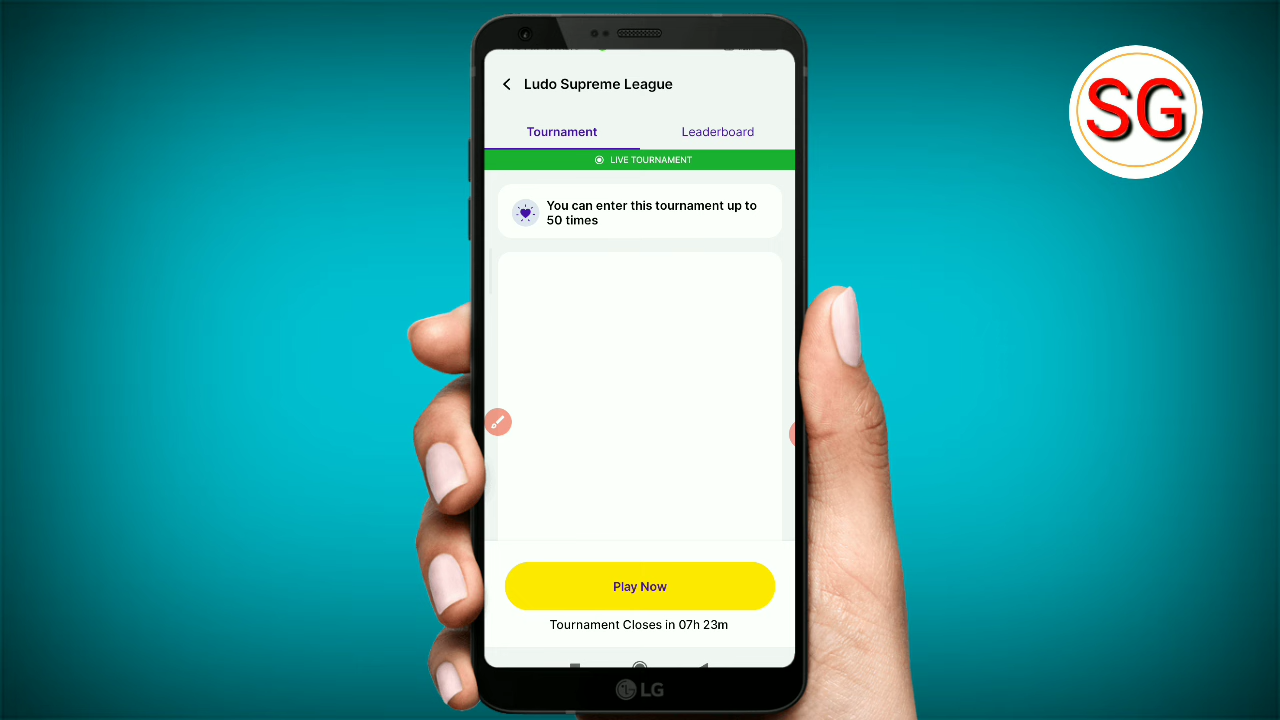 Ludo Supreme League
Tournament
Leaderboard
LIVE TOURNAMENT
You can enter this tournament up to
50 times
Play Now
Tournament Closes in 07h 23m
LG
SG